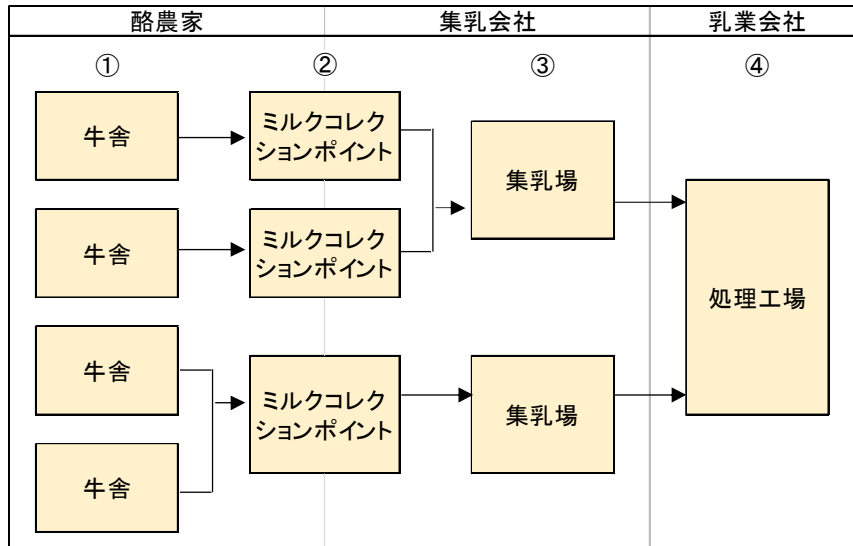 酪農家
集乳会社
乳業会社
①
②
③
④
牛舎
ミルクコレク
ションポイント
集乳場
牛舎
ミルクコレク
ションポイント
処理工場
牛舎
ミルクコレク
ションポイント
集乳場
牛舎